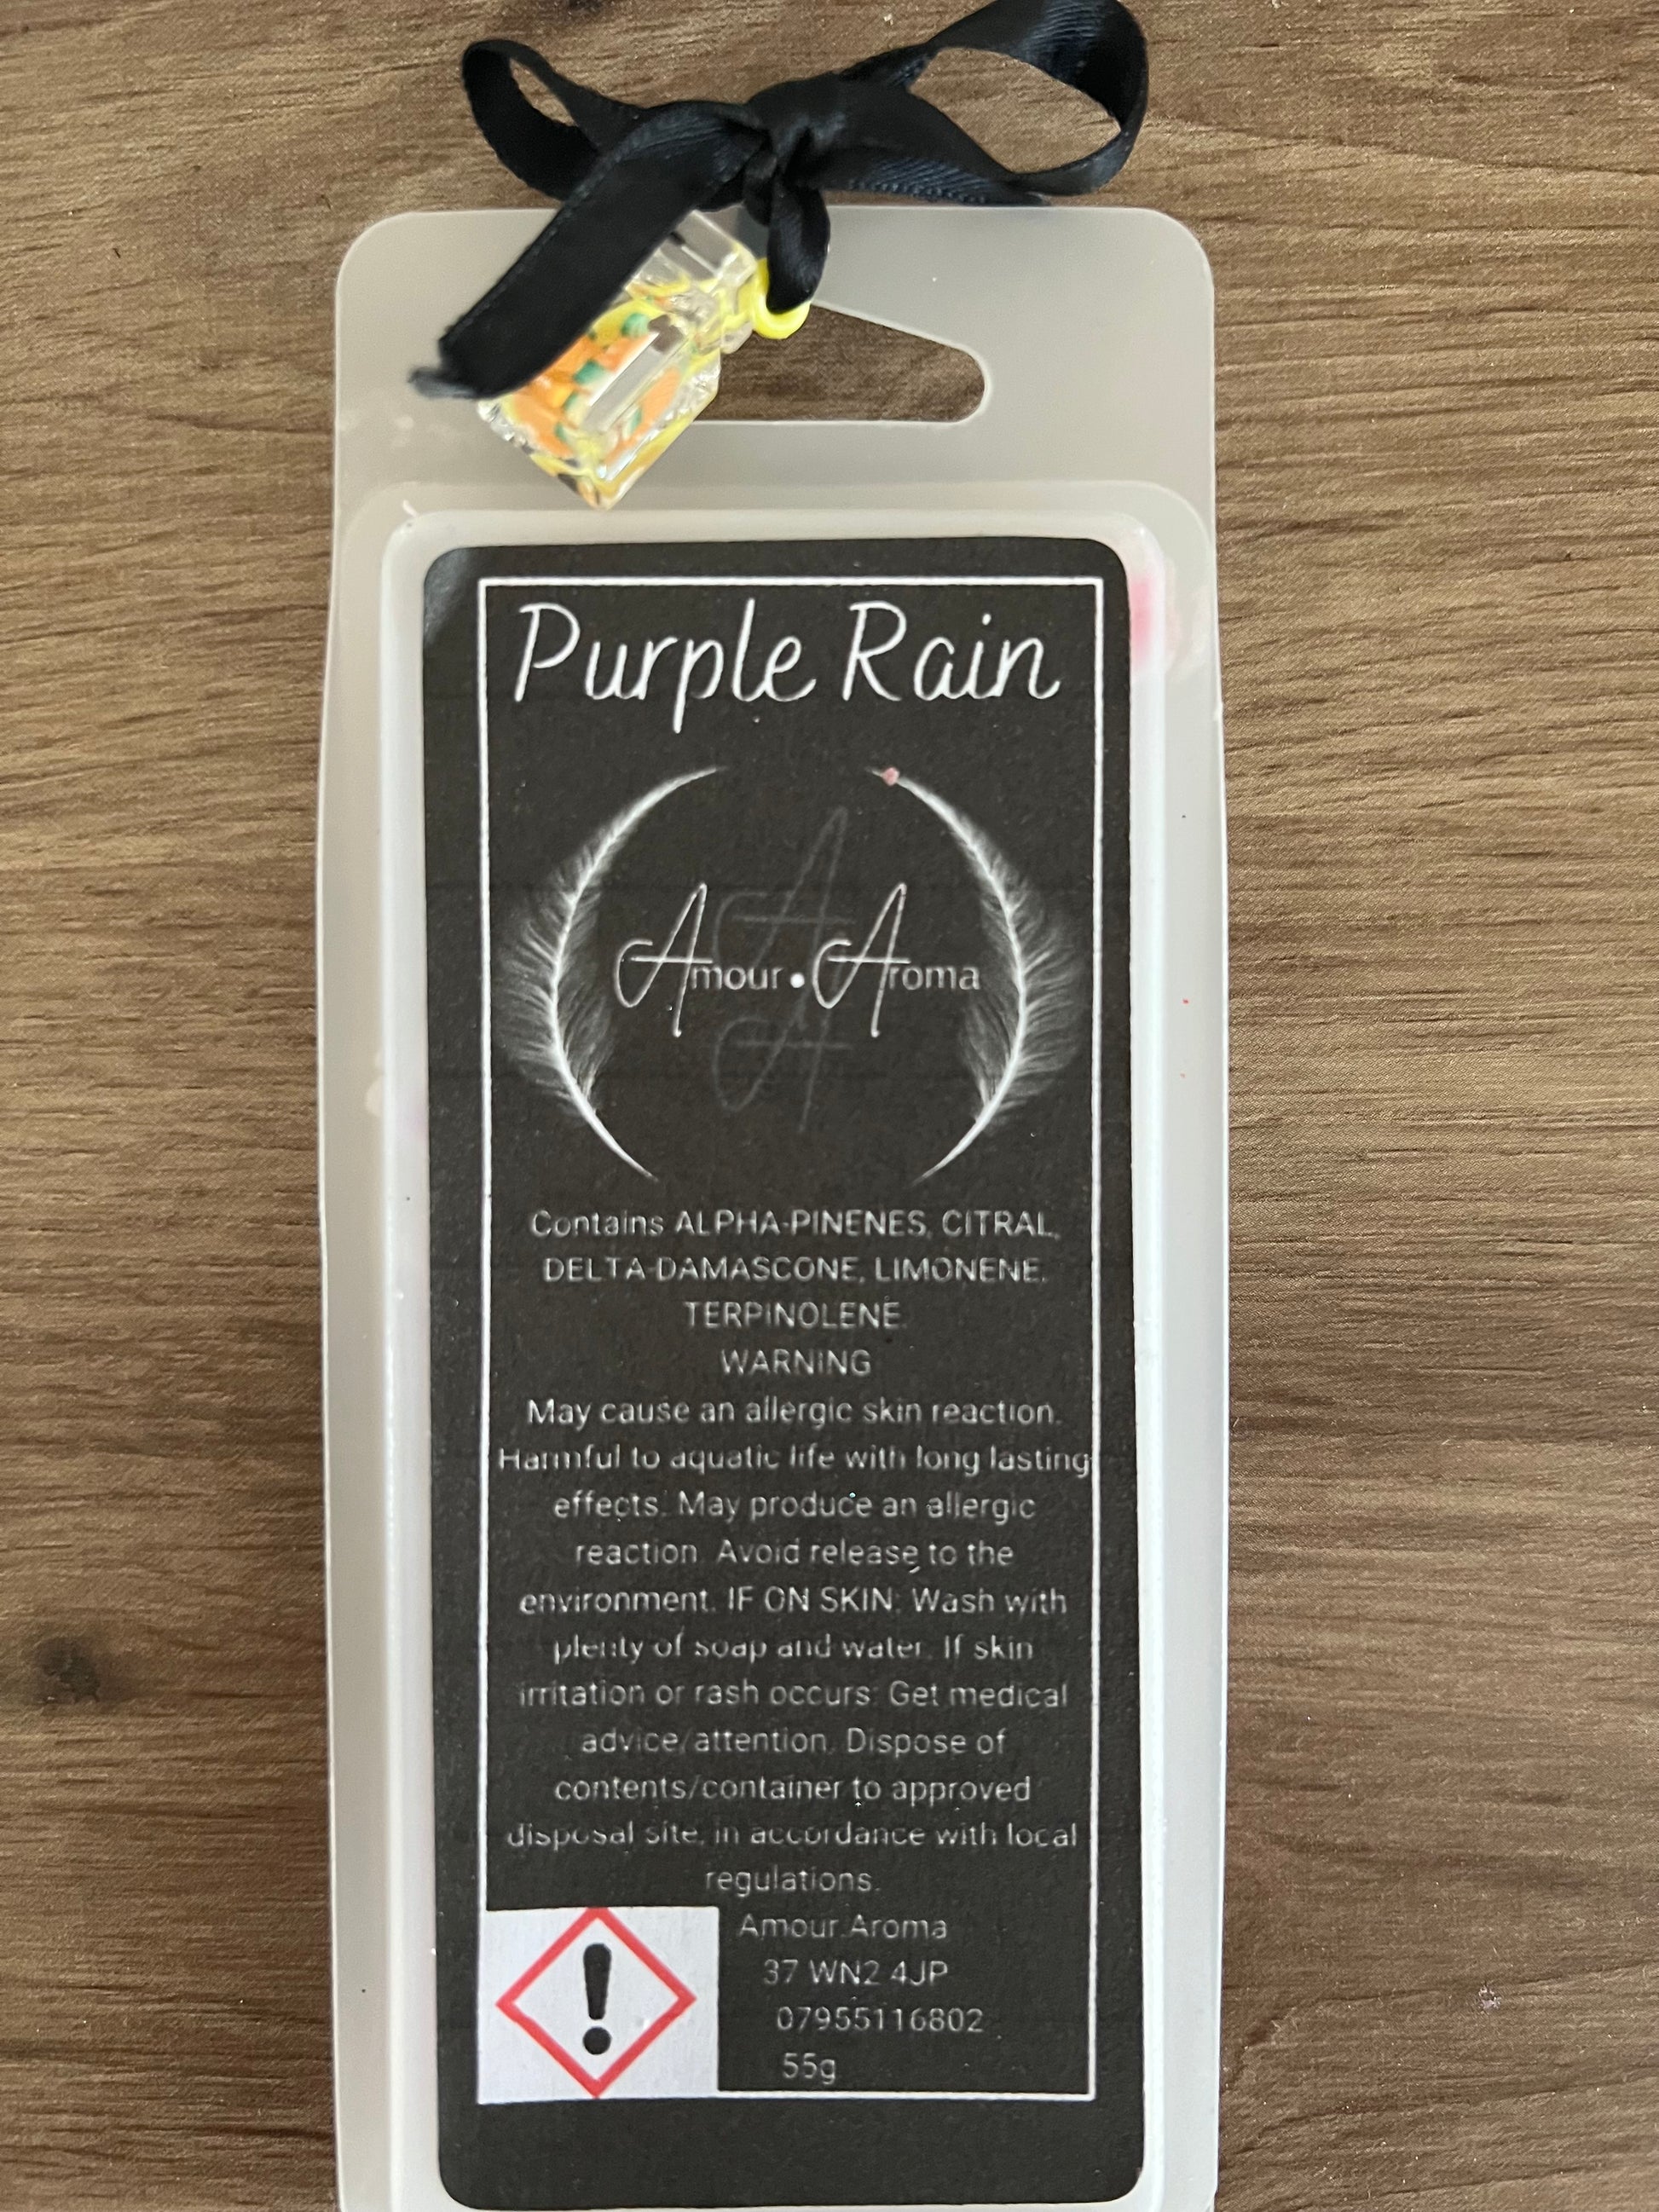 Purple Rain
Amour.Aroma
Contains ALPHA-PINENES, CITRAL,
DELTA-DAMASCONE, LIMONENE.
TERPINOLENE.
WARNING
May cause an allergic skin reaction.
Harmful to aquatic life with long lasting
effects. May produce an allergic
reaction. Avoid release to the
environment. IF ON SKIN: Wash with
plenty of soap and water. If skin
irritation or rash occurs: Get medical
advice/attention. Dispose of
contents/container to approved
disposal site, in accordance with local
regulations.
Amour.Aroma
37 WN2 4JP
07955116802
55g